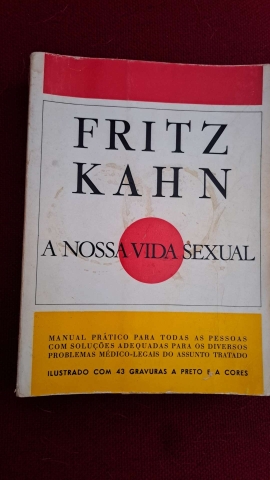 FRITZ
KAHN
A NOSSA VIDA SEXUAL
MANUAL PRÁTICO PARA TODAS AS PESSOAS
COM SOLUÇÕES ADEQUADAS PARA OS DIVERSOS
PROBLEMAS MÉDICO-LEGAIS DO ASSUNTO TRATADO
ILUSTRADO COM 43 GRAVURAS A PRETO E A CORES